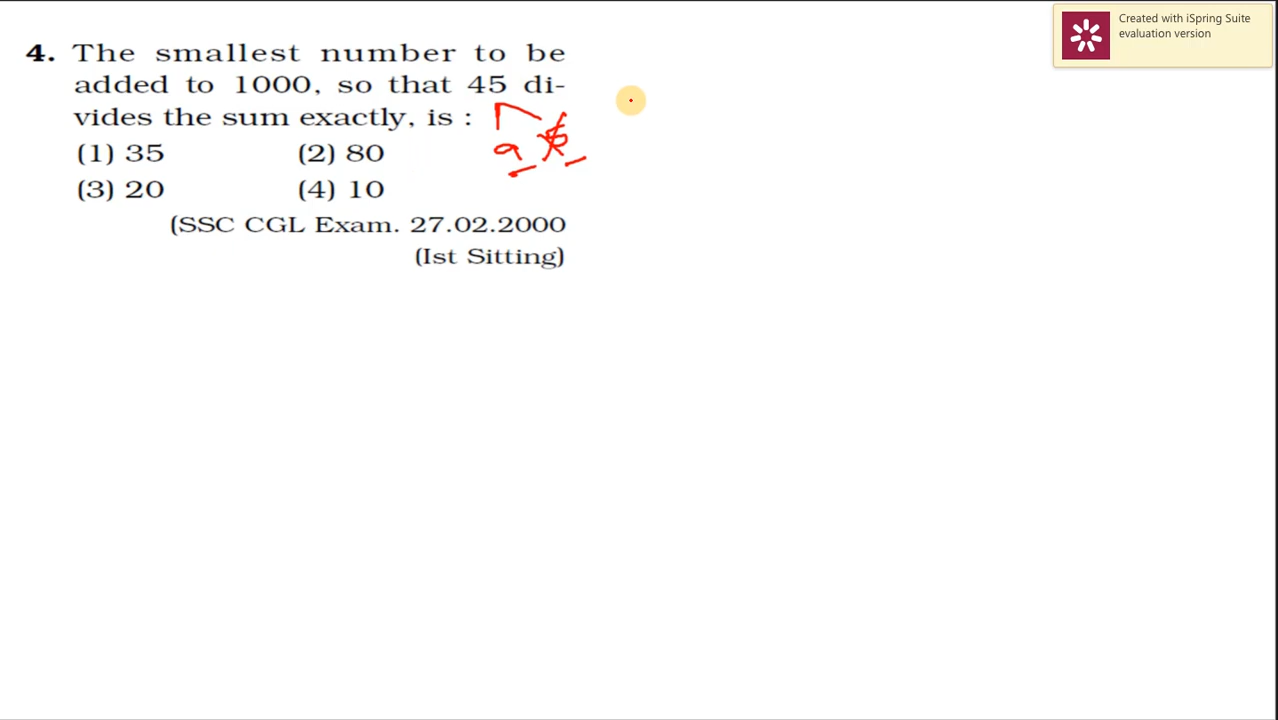 4. The smallest number to be
added to 1000, so that 45 di-
vides the sum exactly, is :
(1) 35 (2) 80
(3) 20 (4) 10
(SSC CGL Exam. 27.02.2000
(Ist Sitting)
9
Created with iSpring Suite
evaluation version